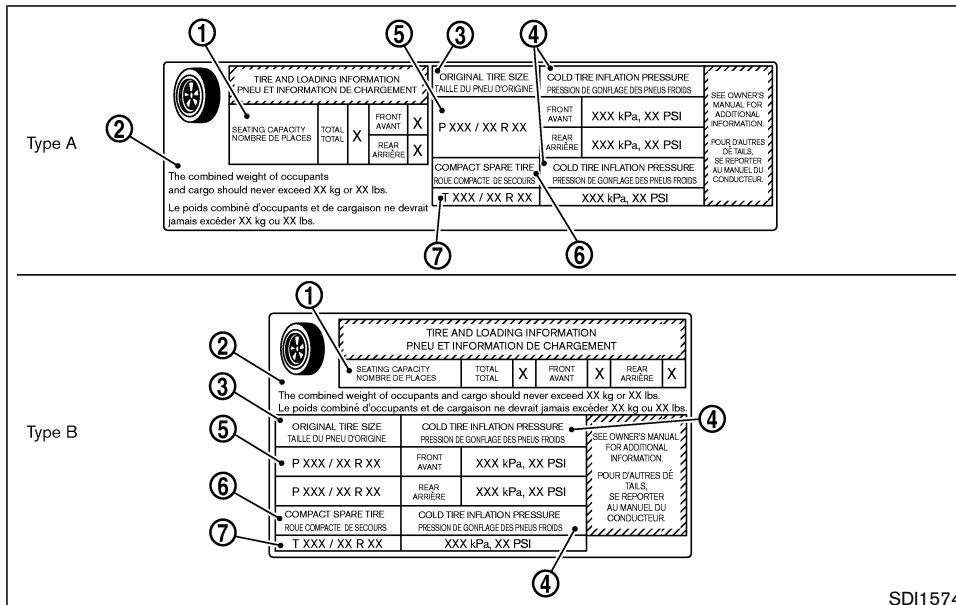 Type A
①
②
③
④
⑤
⑥
⑦
TIRE AND LOADING INFORMATION
PNEU ET INFORMATION DE CHARGEMENT
SEATING CAPACITY
NOMBRE DE PLACES
TOTAL
TOTAL
X
FRONT
AVANT
X
REAR
ARRIÈRE
X
The combined weight of occupants
and cargo should never exceed XX kg or XX lbs.
Le poids combiné d'occupants et de cargaison ne devrait
jamais excéder XX kg ou XX lbs.
ORIGINAL TIRE SIZE
TAILLE DU PNEU D'ORIGINE
COLD TIRE INFLATION PRESSURE
PRESSION DE GONFLAGE DES PNEUS FROIDS
P XXX / XX R XX
FRONT
AVANT
XXX kPa, XX PSI
REAR
ARRIÈRE
XXX kPa, XX PSI
COMPACT SPARE TIRE
ROUE COMPACTE DE SECOURS
COLD TIRE INFLATION PRESSURE
PRESSION DE GONFLAGE DES PNEUS FROIDS
T XXX / XX R XX
XXX kPa, XX PSI
SEE OWNER'S
MANUAL FOR
ADDITIONAL
INFORMATION.
POUR D'AUTRES
DÉ TAILS,
SE REPORTER
AU MANUEL DU
CONDUCTEUR.
Type B
①
②
③
④
⑤
⑥
⑦
④
TIRE AND LOADING INFORMATION
PNEU ET INFORMATION DE CHARGEMENT
SEATING CAPACITY
NOMBRE DE PLACES
TOTAL
TOTAL
X
FRONT
AVANT
X
REAR
ARRIÈRE
X
The combined weight of occupants and cargo should never exceed XX kg or XX lbs.
Le poids combiné d'occupants et de cargaison ne devrait jamais excéder XX kg ou XX lbs.
ORIGINAL TIRE SIZE
TAILLE DU PNEU D'ORIGINE
COLD TIRE INFLATION PRESSURE
PRESSION DE GONFLAGE DES PNEUS FROIDS
P XXX / XX R XX
FRONT
AVANT
XXX kPa, XX PSI
P XXX / XX R XX
REAR
ARRIÈRE
XXX kPa, XX PSI
COMPACT SPARE TIRE
ROUE COMPACTE DE SECOURS
COLD TIRE INFLATION PRESSURE
PRESSION DE GONFLAGE DES PNEUS FROIDS
T XXX / XX R XX
XXX kPa, XX PSI
SEE OWNER'S MANUAL
FOR ADDITIONAL
INFORMATION.
POUR D'AUTRES DÉ
TAILS,
SE REPORTER
AU MANUEL DU
CONDUCTEUR.
SDI1574